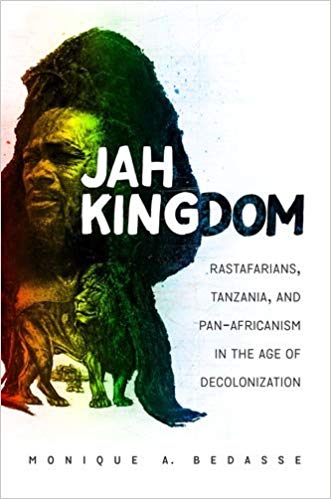 JAH
KINGDOM
RASTAFARIANS,
TANZANIA, AND
PAN-AFRICANISM
IN THE AGE OF
DECOLONIZATION
MONIQUE A. BEDASSE